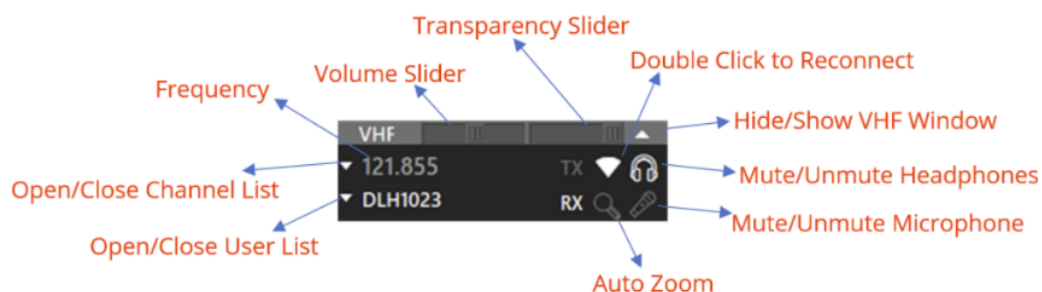 Transparency Slider
Double Click to Reconnect
Volume Slider
Frequency
Hide/Show VHF Window
VHF
121.855 TX
Open/Close Channel List
Mute/Unmute Headphones
DLH1023 RX
Mute/Unmute Microphone
Open/Close User List
Auto Zoom